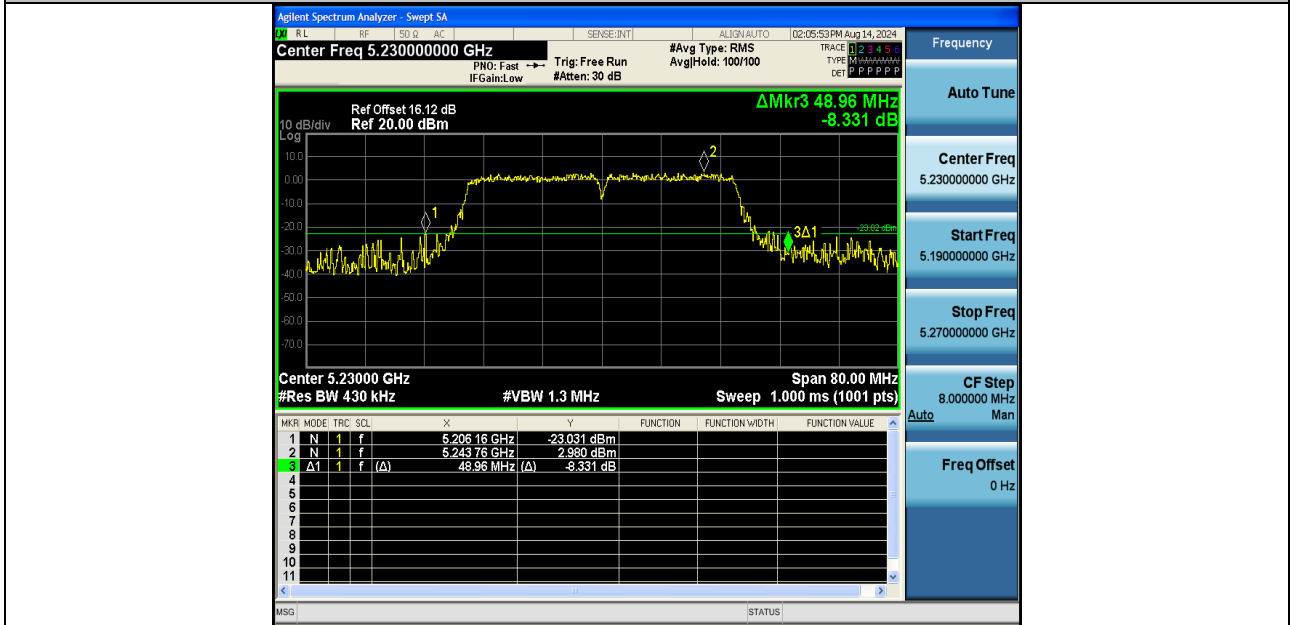 Agilent Spectrum Analyzer - Swept SA
RL RF 50 Ω AC SENSE:INT ALIGN AUTO 02:05:53 PM Aug 14, 2024
Center Freq 5.230000000 GHz
PNO: Fast
IFGain:Low
Trig: Free Run
#Atten: 30 dB
#Avg Type: RMS
Avg|Hold: 100/100
TRACE 1 2 3 4 5 6
TYPE M
DET P P P P P P
10 dB/div
Log
Ref Offset 16.12 dB
Ref 20.00 dBm
ΔMkr3 48.96 MHz
-8.331 dB
10.0
0.00
-10.0
-20.0
-30.0
-40.0
-50.0
-60.0
-70.0
1
2
3Δ1
-23.02 dBm
Center 5.23000 GHz
Span 80.00 MHz
#Res BW 430 kHz
#VBW 1.3 MHz
Sweep 1.000 ms (1001 pts)
MKR MODE TRC SCL X Y FUNCTION FUNCTION WIDTH FUNCTION VALUE
1 N 1 f 5.206 16 GHz -23.031 dBm
2 N 1 f 5.243 76 GHz 2.980 dBm
3 Δ1 1 f (Δ) 48.96 MHz (Δ) -8.331 dB
4
5
6
7
8
9
10
11
MSG
STATUS
Frequency
Auto Tune
Center Freq
5.230000000 GHz
Start Freq
5.190000000 GHz
Stop Freq
5.270000000 GHz
CF Step
8.000000 MHz
Auto Man
Freq Offset
0 Hz